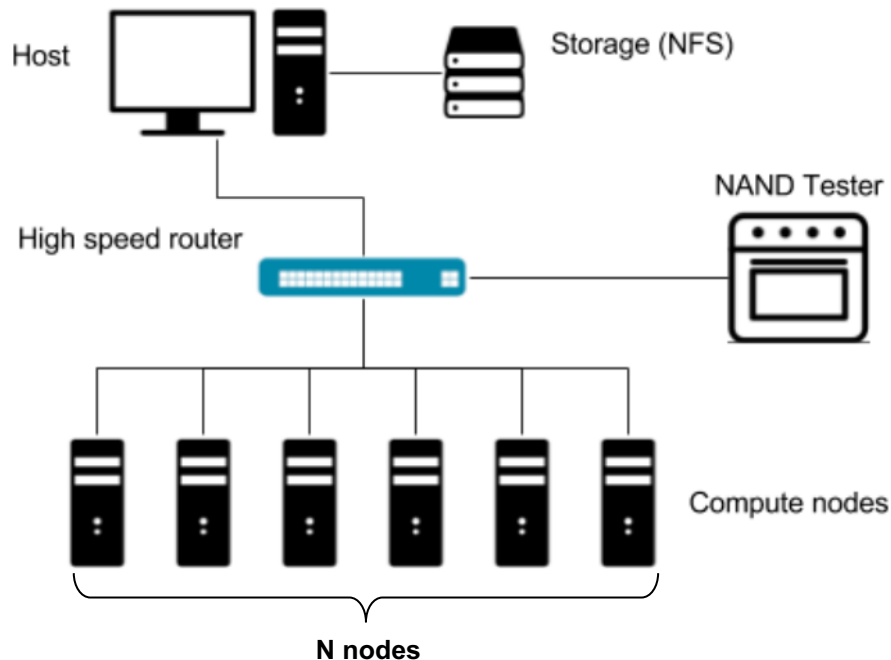 Host
Storage (NFS)
NAND Tester
High speed router
Compute nodes
N nodes